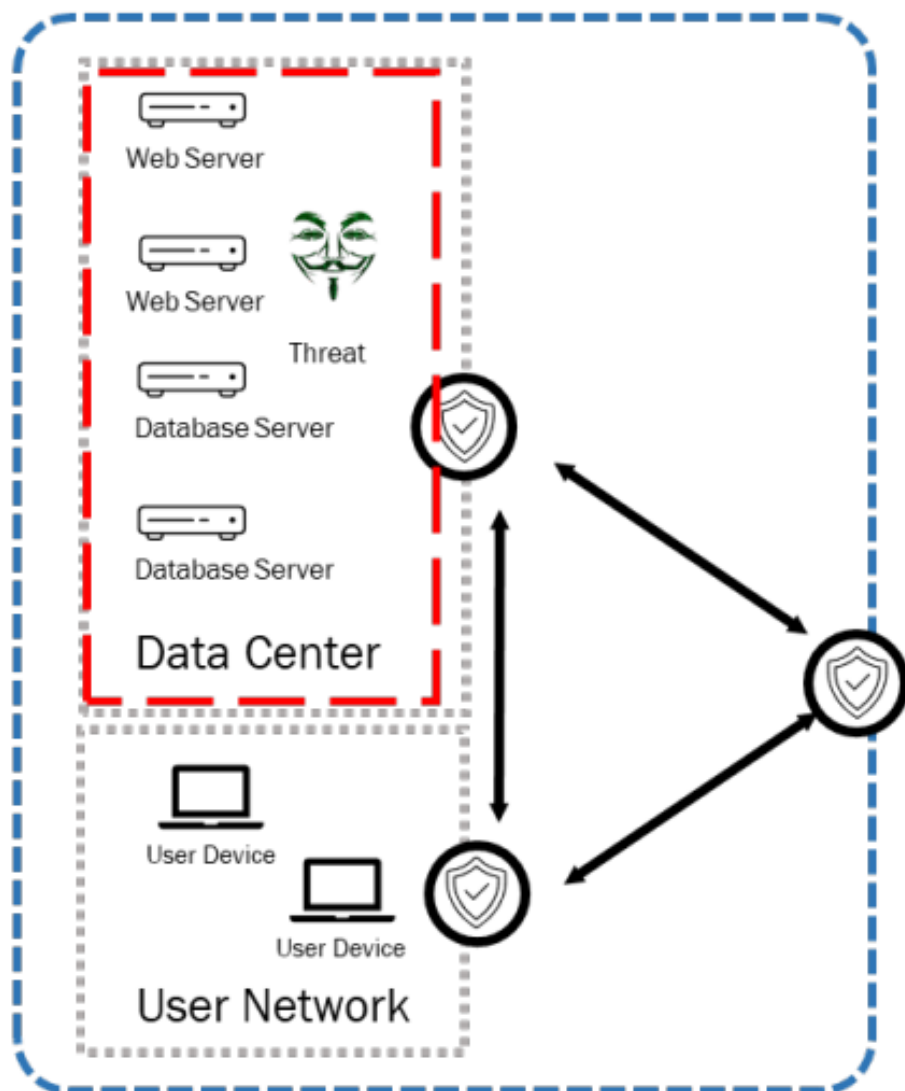 Web Server
Web Server
Threat
Database Server
Database Server
Data Center
User Device
User Device
User Network